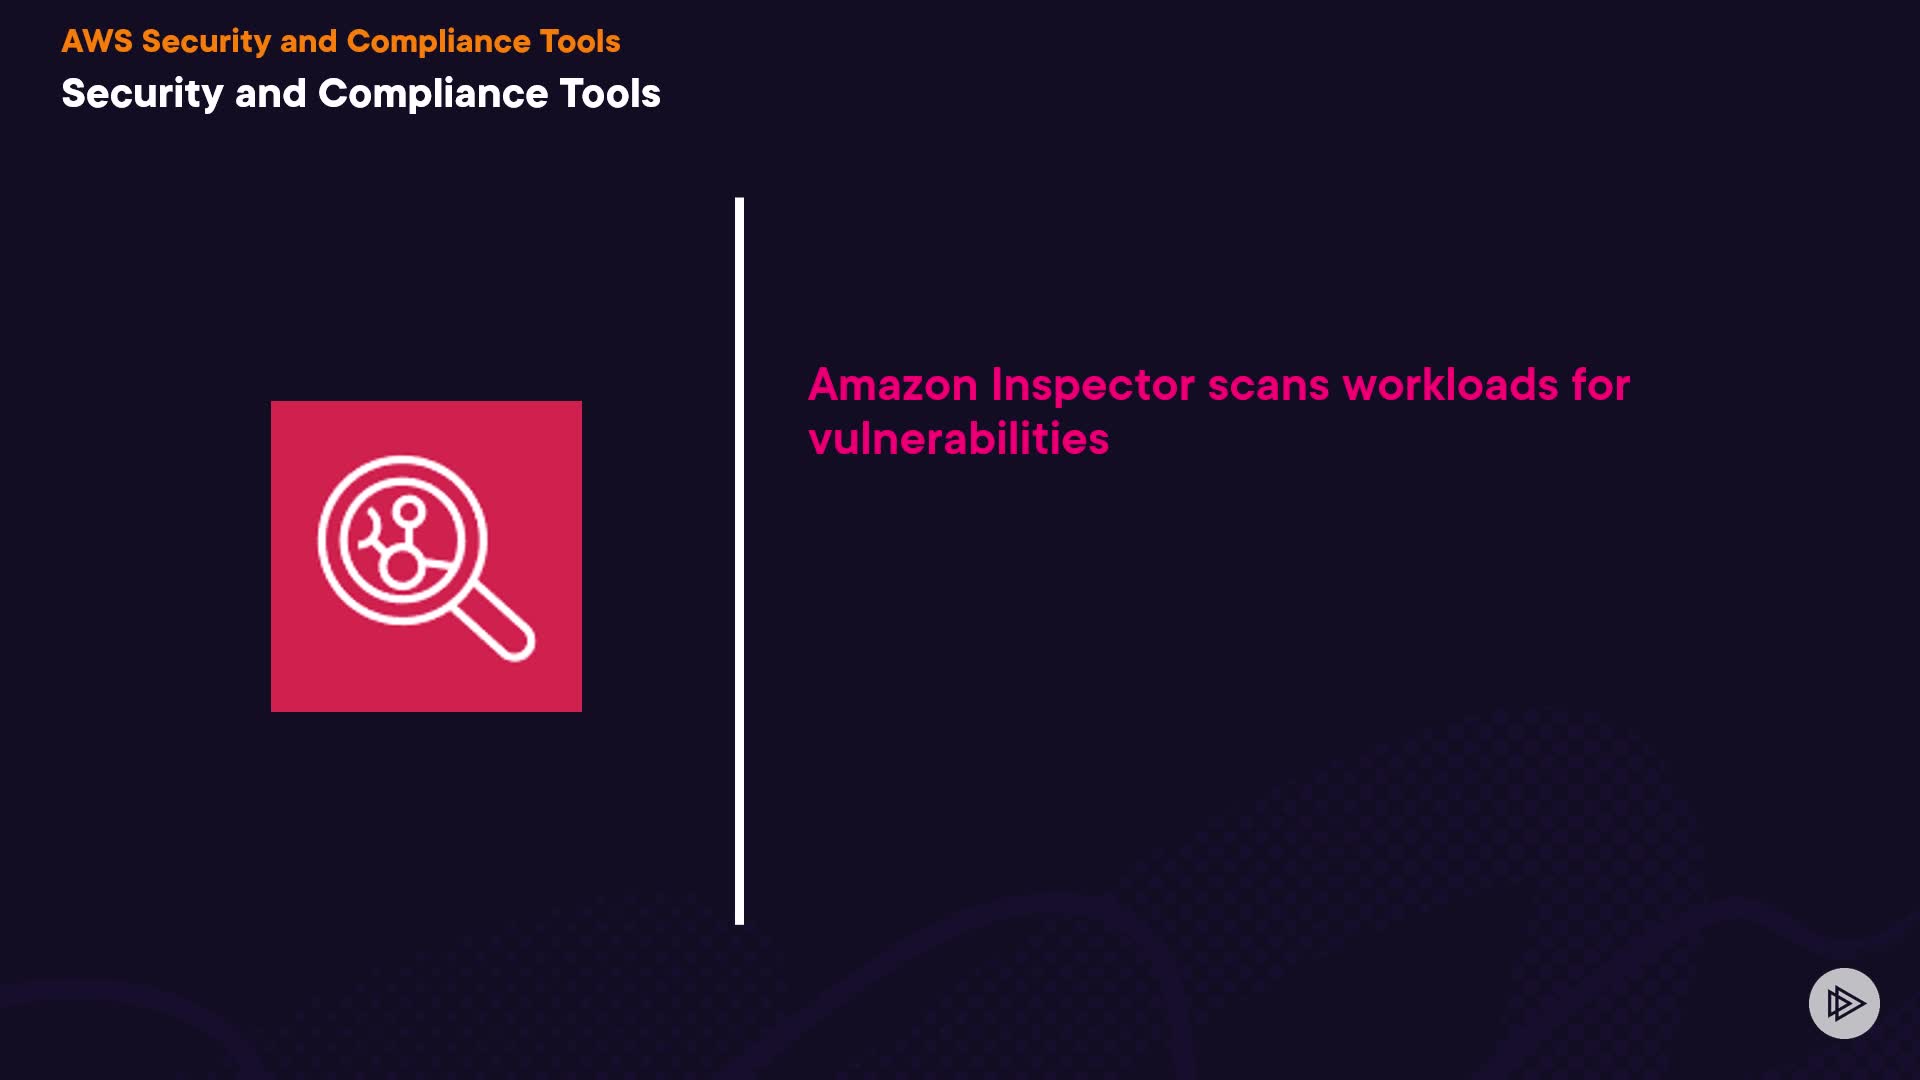 AWS Security and Compliance Tools
Security and Compliance Tools
Amazon Inspector scans workloads for
vulnerabilities